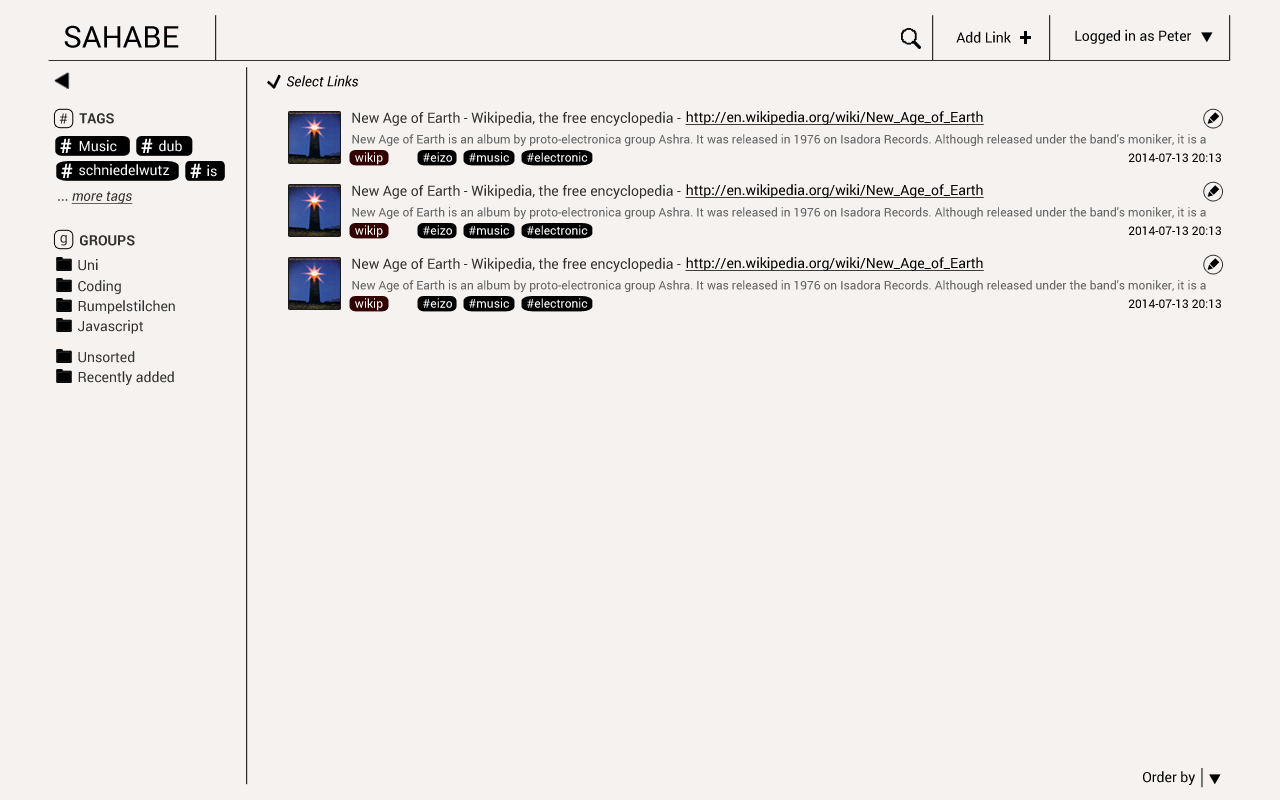 SAHABE
Add Link
Logged in as Peter
Select Links
# TAGS
# Music # dub
# schniedelwutz # is
... more tags
g GROUPS
Uni
Coding
Rumpelstilchen
Javascript
Unsorted
Recently added
New Age of Earth - Wikipedia, the free encyclopedia - http://en.wikipedia.org/wiki/New_Age_of_Earth
New Age of Earth is an album by proto-electronica group Ashra. It was released in 1976 on Isadora Records. Although released under the band's moniker, it is a
wikip #eizo #music #electronic 2014-07-13 20:13
New Age of Earth - Wikipedia, the free encyclopedia - http://en.wikipedia.org/wiki/New_Age_of_Earth
New Age of Earth is an album by proto-electronica group Ashra. It was released in 1976 on Isadora Records. Although released under the band's moniker, it is a
wikip #eizo #music #electronic 2014-07-13 20:13
New Age of Earth - Wikipedia, the free encyclopedia - http://en.wikipedia.org/wiki/New_Age_of_Earth
New Age of Earth is an album by proto-electronica group Ashra. It was released in 1976 on Isadora Records. Although released under the band's moniker, it is a
wikip #eizo #music #electronic 2014-07-13 20:13
Order by